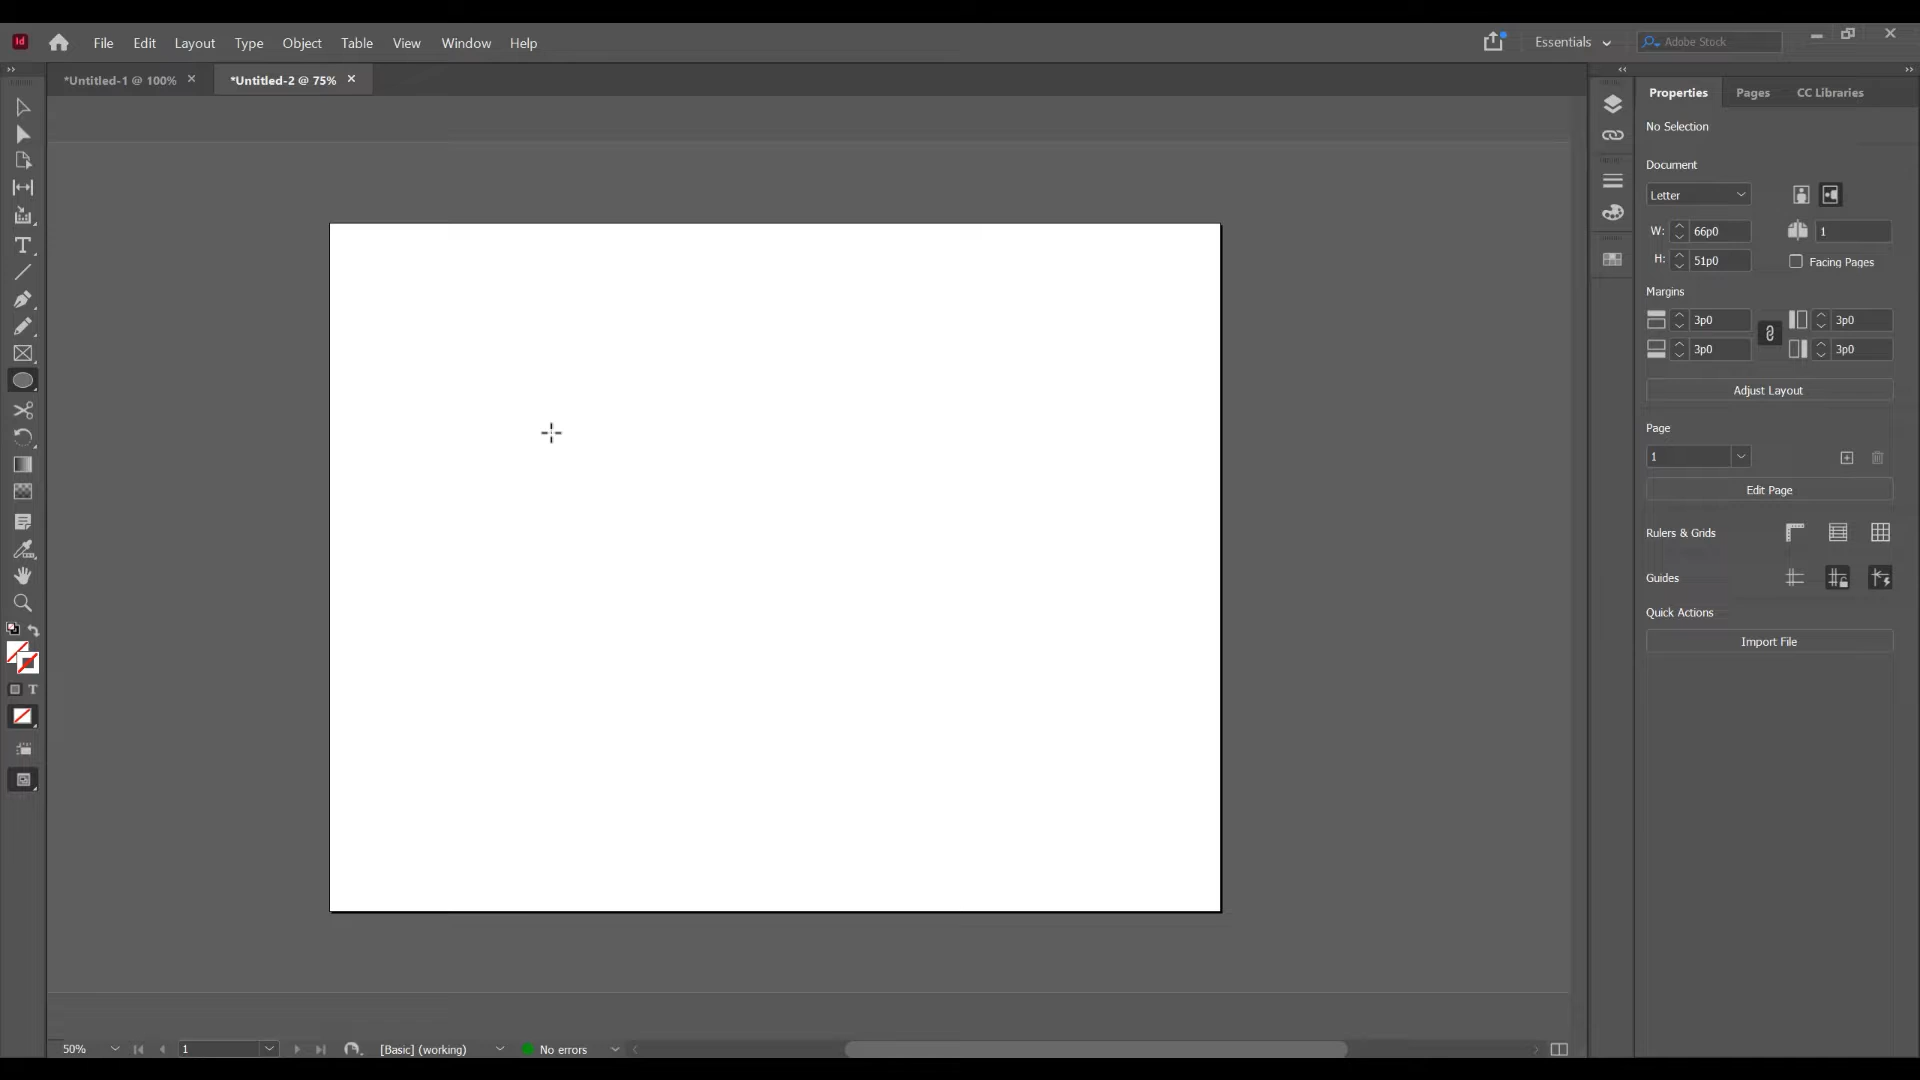 Id
File Edit Layout Type Object Table View Window Help
Essentials
Adobe Stock
*Untitled-1 @ 100%
*Untitled-2 @ 75%
Properties Pages CC Libraries
No Selection
Document
Letter
W: 66p0
1
H: 51p0
Facing Pages
Margins
3p0 3p0
3p0 3p0
Adjust Layout
Page
1
Edit Page
Rulers & Grids
Guides
Quick Actions
Import File
T
T
50%
1
[Basic] (working)
No errors